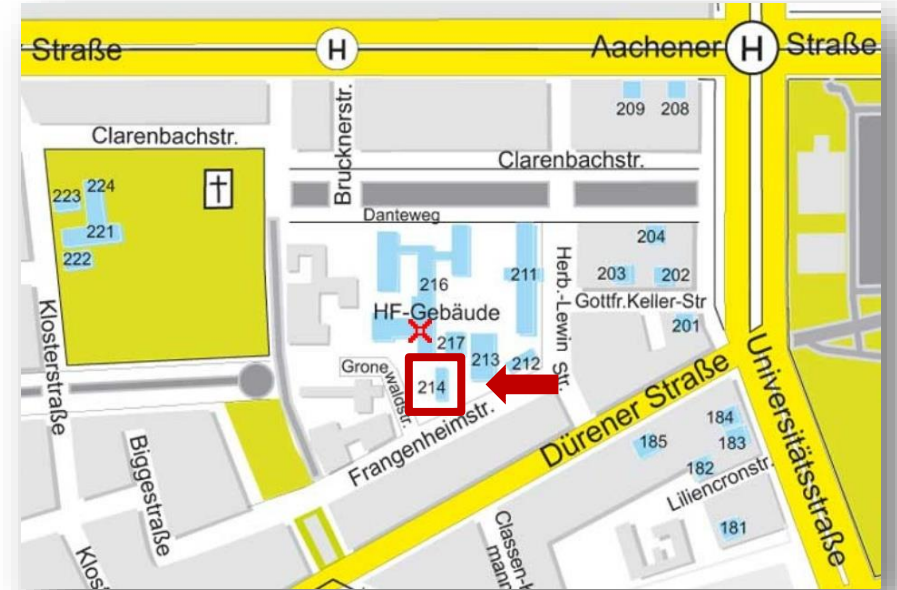 Straße
H
Aachener
H
Straße
209
208
Clarenbachstr.
Brucknerstr.
Clarenbachstr.
224
223
221
222
Danteweg
204
203
202
Gottfr.Keller-Str
201
211
216
HF-Gebäude
217
213
212
Herb.-Lewin Str.
Gronewaldstr.
214
Klosterstraße
Frangenheimstr.
Dürener Straße
Universitätsstraße
184
183
185
182
Liliencronstr.
181
Biggestraße
Klos
Classen-
mann